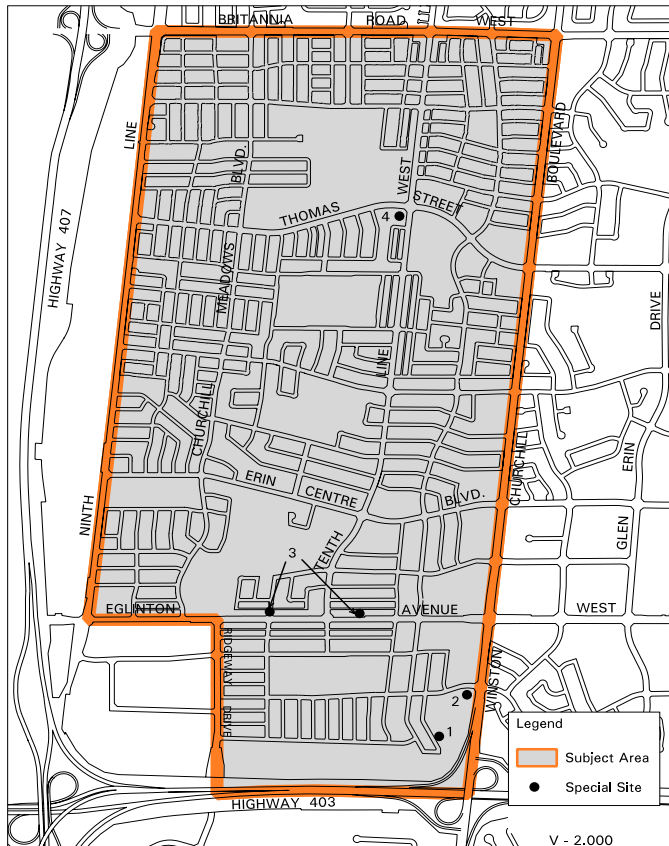 BRITANNIA ROAD WEST
LINE
BLVD.
BOULEVARD
WEST
THOMAS STREET
4
HIGHWAY 407
MEADOWS
DRIVE
LINE
CHURCHILL
CHURCHILL
ERIN CENTRE BLVD.
ERIN
NINTH
GLEN
TENTH
3
EGLINTON AVENUE WEST
RIDGEWAY DRIVE
WINSTON
2
1
Legend
Subject Area
Special Site
HIGHWAY 403
V - 2.000